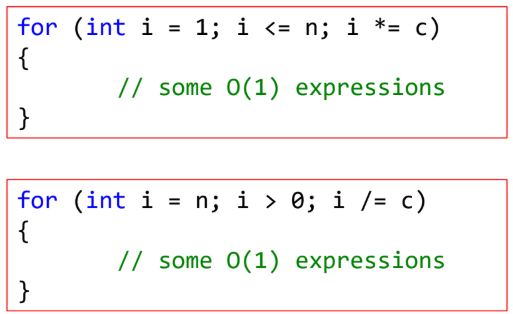 for (int i = 1; i <= n; i *= c)
{
// some O(1) expressions
}
for (int i = n; i > 0; i /= c)
{
// some O(1) expressions
}